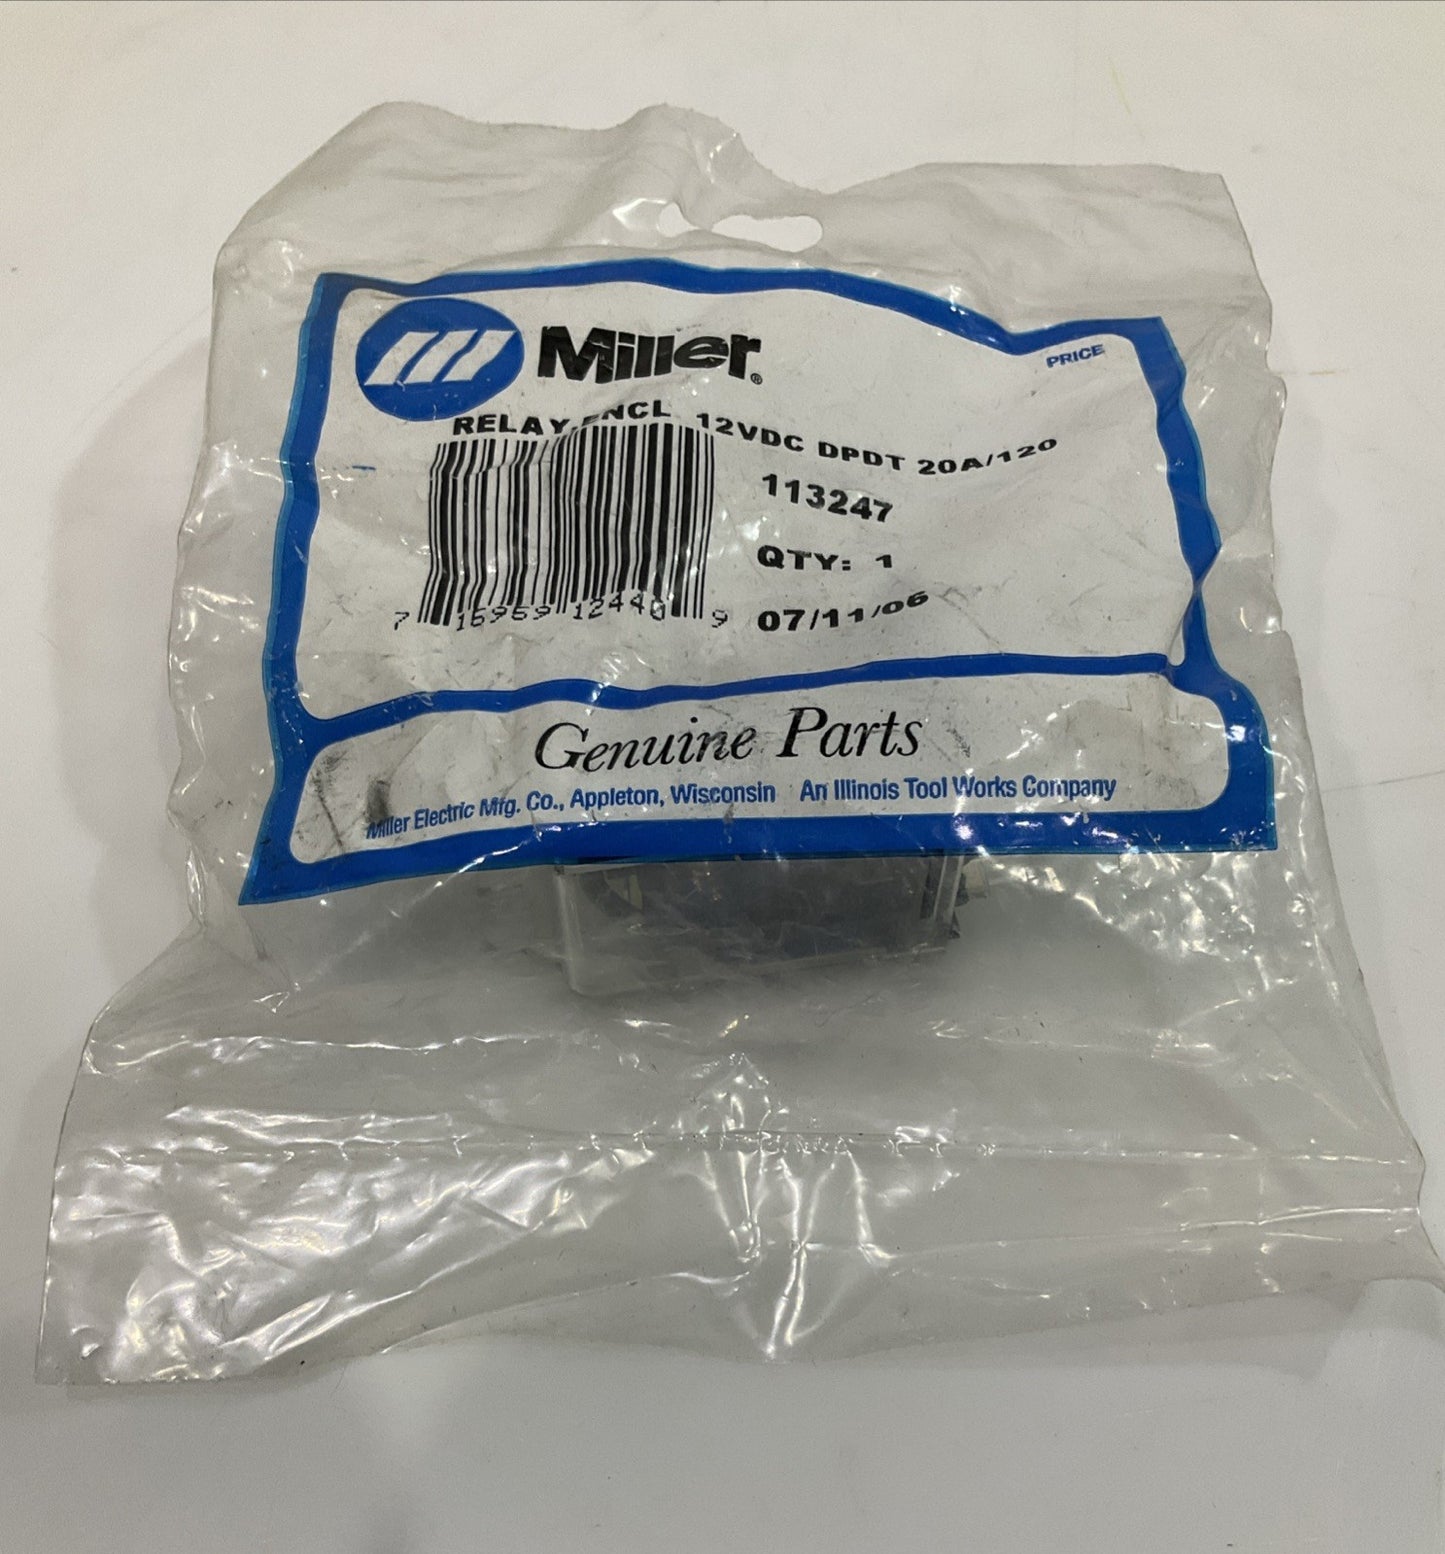 Miller®
PRICE
RELAY,ENCL 12VDC DPDT 20A/120
113247
QTY: 1
7 15959 12440 9
07/11/06
Genuine Parts
Miller Electric Mfg. Co., Appleton, Wisconsin An Illinois Tool Works Company